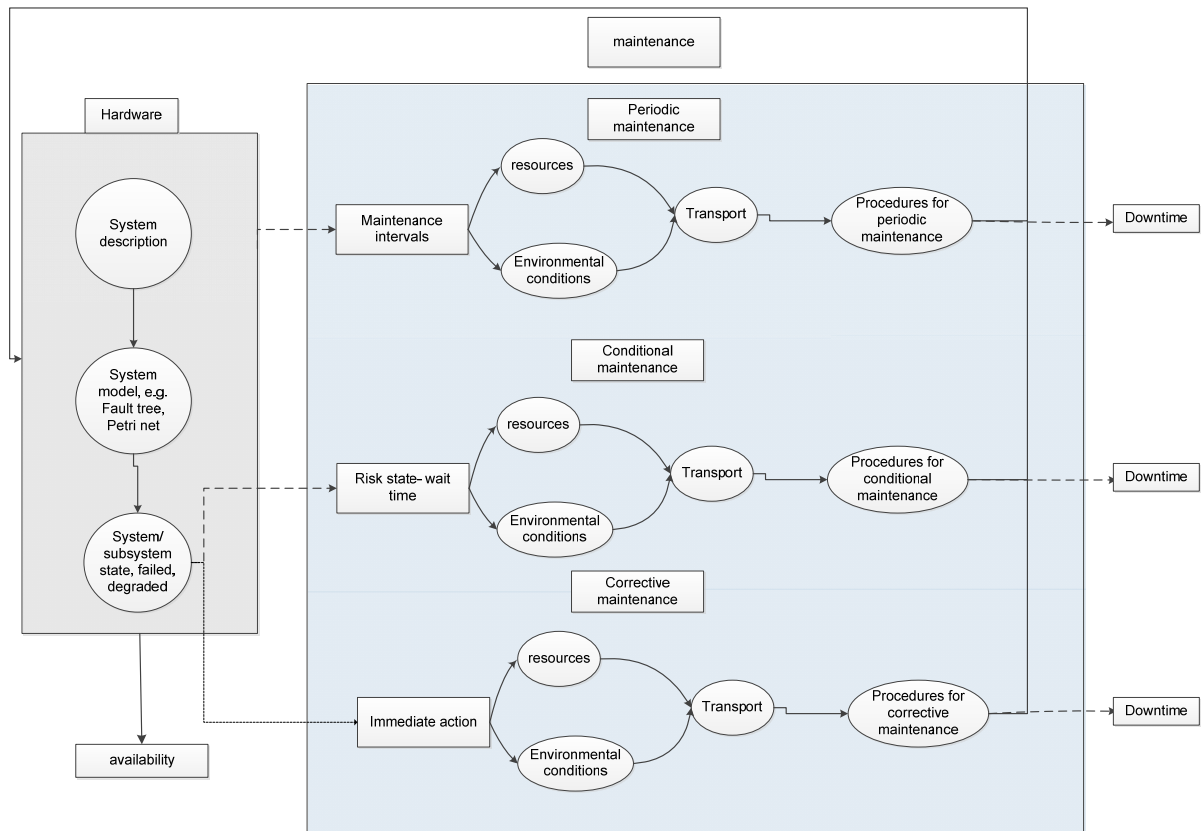 maintenance
Hardware
Periodic
maintenance
System
description
Maintenance
intervals
resources
Environmental
conditions
Transport
Procedures for
periodic
maintenance
Downtime
Conditional
maintenance
System
model, e.g.
Fault tree,
Petri net
Risk state- wait
time
resources
Environmental
conditions
Transport
Procedures for
conditional
maintenance
Downtime
System/
subsystem
state, failed,
degraded
Corrective
maintenance
Immediate action
resources
Environmental
conditions
Transport
Procedures for
corrective
maintenance
Downtime
availability